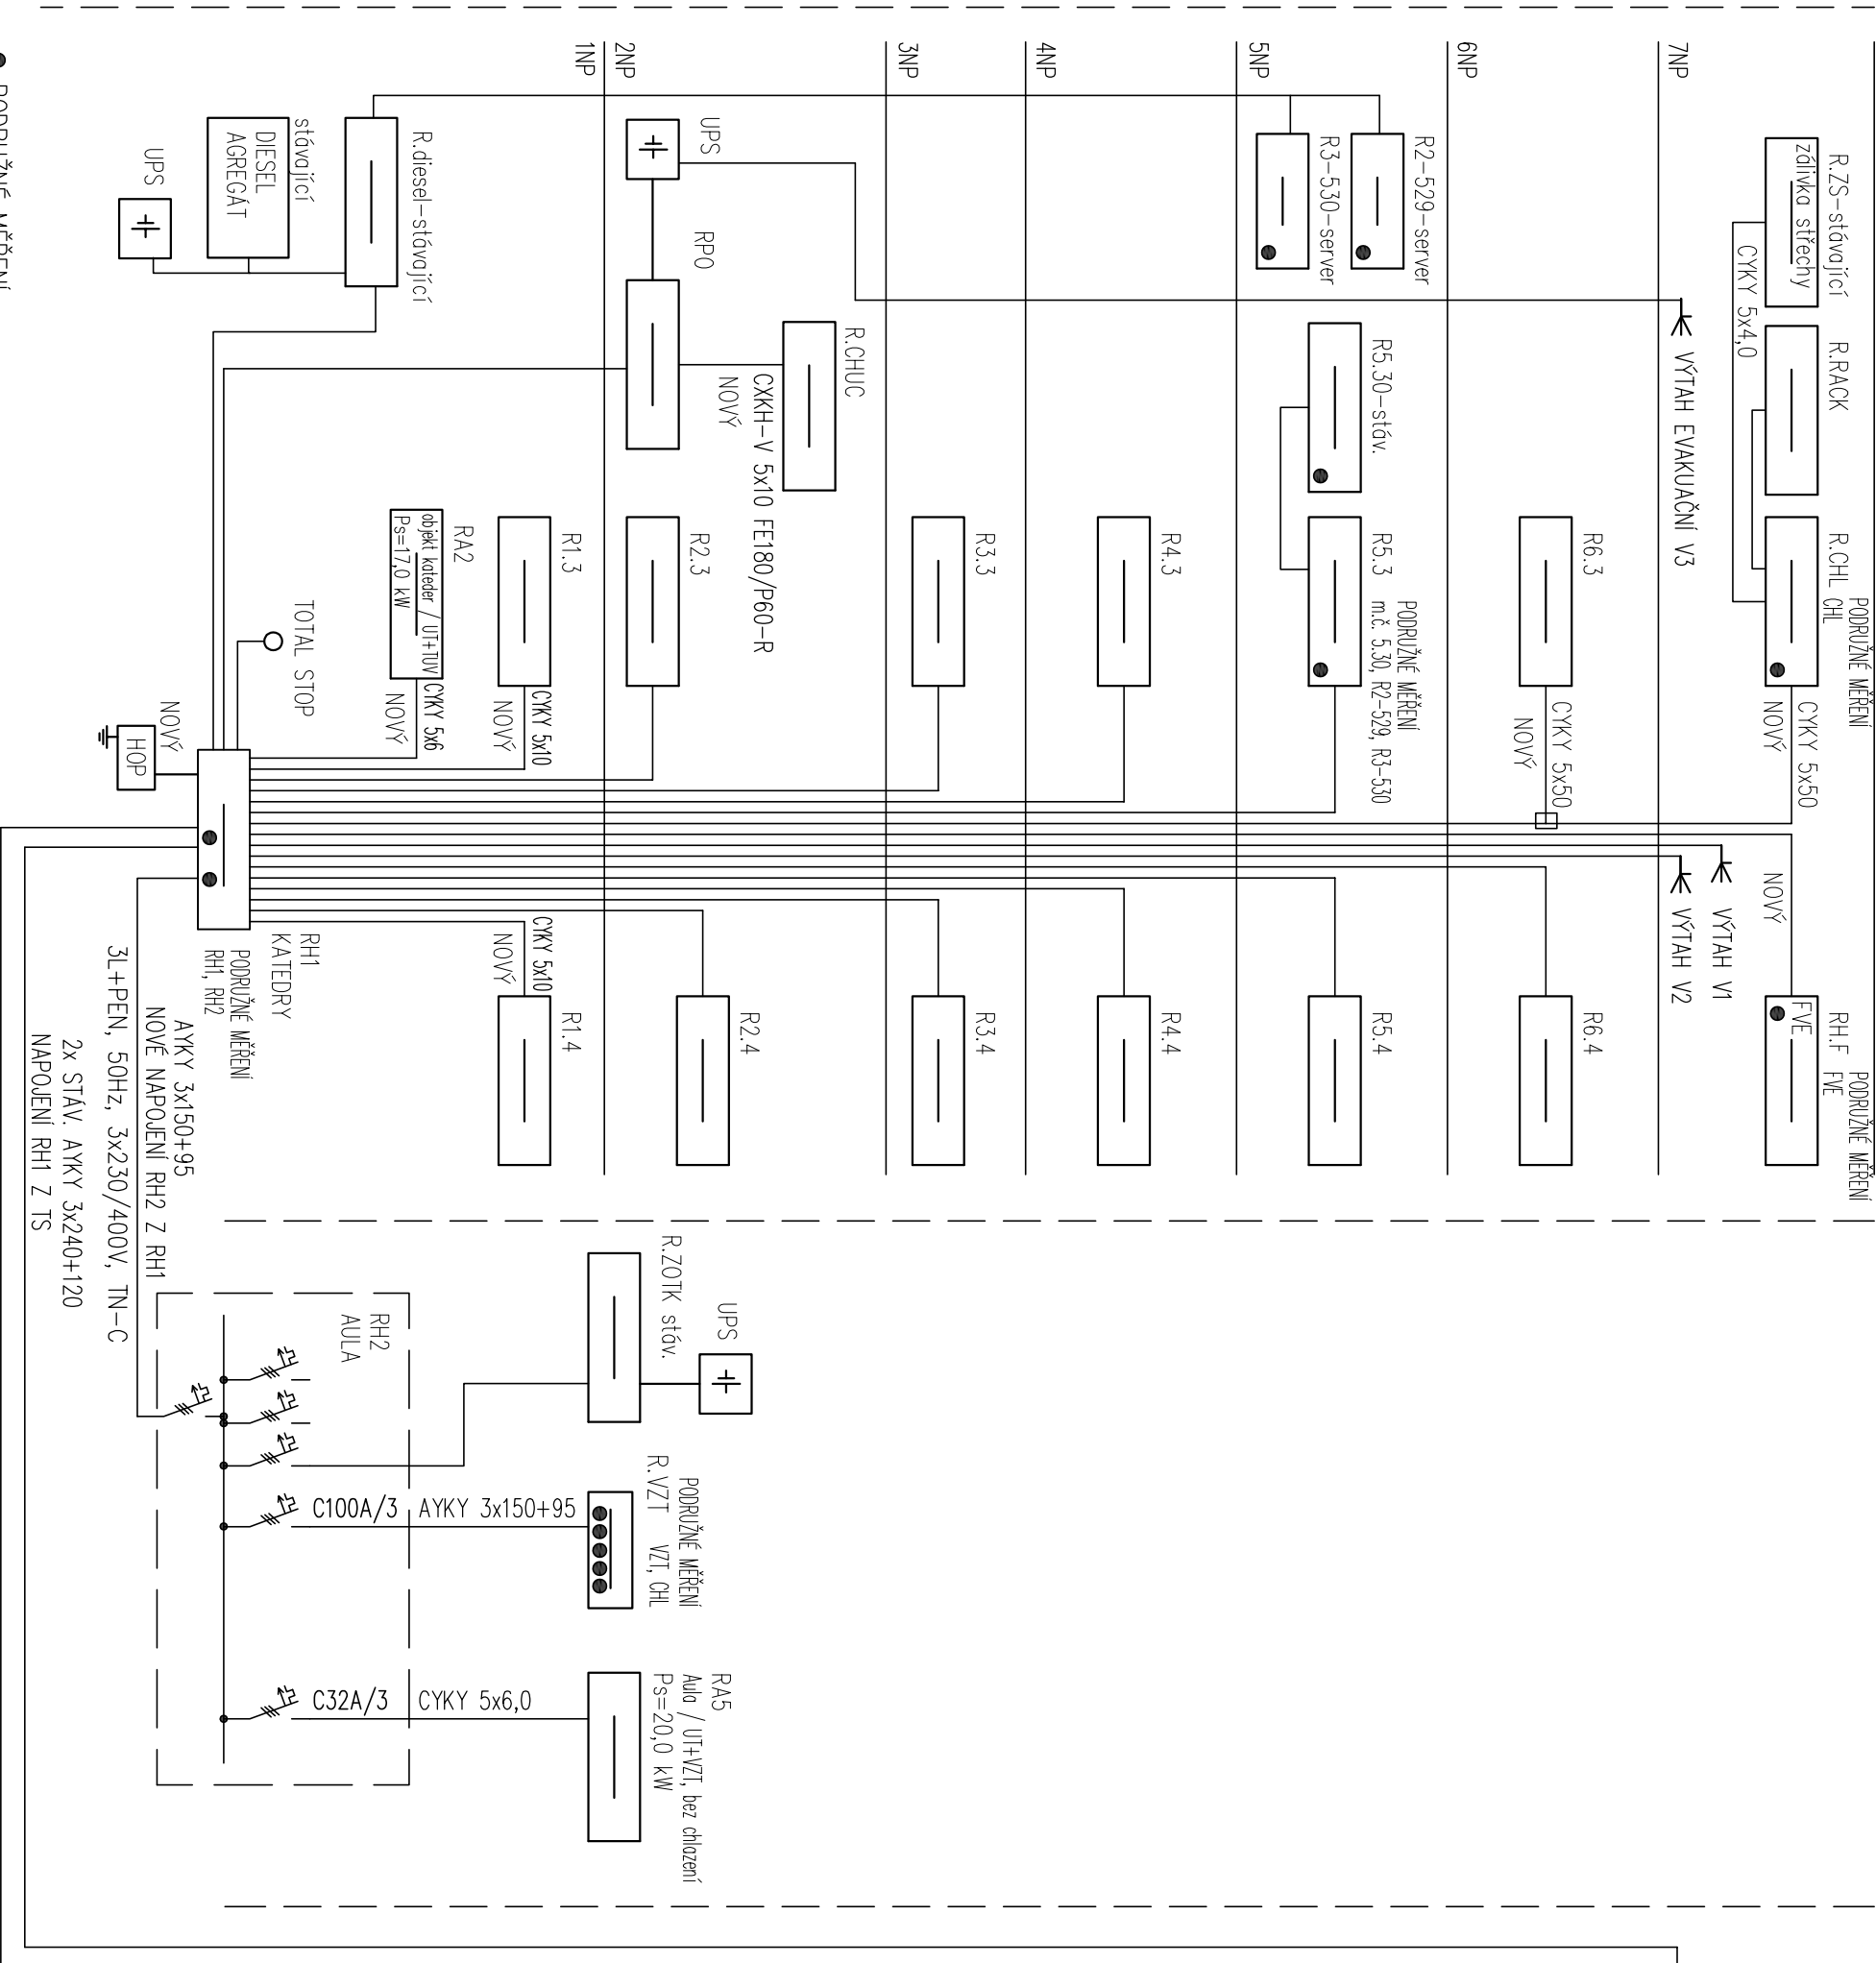 7NP
6NP
5NP
4NP
3NP
2NP
1NP
R.ZS-stávající
zálivka střechy
CYKY 5x4,0
R.RACK
R.CHL
CHL
PODRUŽNÉ MĚŘENÍ
CYKY 5x50
NOVÝ
NOVÝ
RH.F
FVE
PODRUŽNÉ MĚŘENÍ
FVE
VÝTAH EVAKUAČNÍ V3
VÝTAH V1
VÝTAH V2
R6.3
CYKY 5x50
NOVÝ
R6.4
R2-529-server
R3-530-server
R5.30-stáv.
R5.3
PODRUŽNÉ MĚŘENÍ
m.č. 5.30, R2-529, R3-530
R5.4
R4.3
R4.4
R3.3
R3.4
UPS
RPO
R.CHUC
CXKH-V 5x10 FE180/P60-R
NOVÝ
R2.3
R2.4
R.diesel-stávající
stávající
DIESEL
AGREGÁT
UPS
R1.3
CYKY 5x10
NOVÝ
RA2
objekt kateder / UT+TUV
Ps=17,0 kW
CYKY 5x6
NOVÝ
TOTAL STOP
NOVÝ
HOP
CYKY 5x10
NOVÝ
R1.4
RH1
KATEDRY
PODRUŽNÉ MĚŘENÍ
RH1, RH2
AYKY 3x150+95
NOVÉ NAPOJENÍ RH2 Z RH1
3L+PEN, 50Hz, 3x230/400V, TN-C
2x STÁV. AYKY 3x240+120
NAPOJENÍ RH1 Z TS
UPS
R.ZOTK stáv.
RH2
AULA
PODRUŽNÉ MĚŘENÍ
R.VZT VZT, CHL
C100A/3 AYKY 3x150+95
RA5
Aula / UT+VZT, bez chlazení
Ps=20,0 kW
C32A/3 CYKY 5x6,0
PODRUŽNÉ MĚŘENÍ